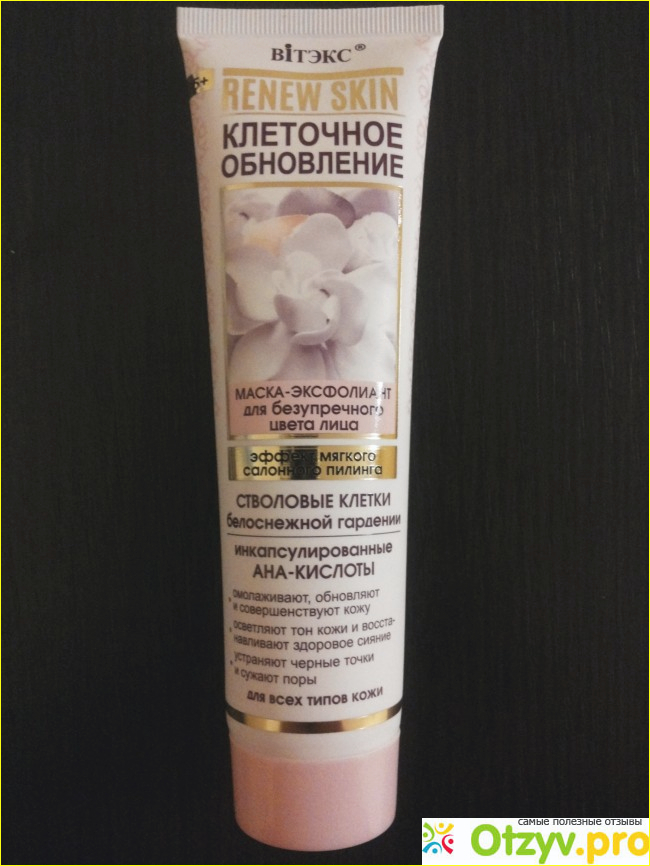 вiтэкс®
RENEW SKIN
КЛЕТОЧНОЕ
ОБНОВЛЕНИЕ
МАСКА-ЭКСФОЛИАНТ
для безупречного
цвета лица
эффект мягкого
салонного пилинга
СТВОЛОВЫЕ КЛЕТКИ
белоснежной гардении
инкапсулированные
АНА-КИСЛОТЫ
• омолаживают, обновляют
и совершенствуют кожу
• осветляют тон кожи и восста-
навливают здоровое сияние
• устраняют черные точки
и сужают поры
для всех типов кожи
самые полезные отзывы
Otzyv.pro